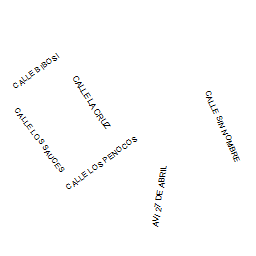 CALLE BIBOSI
CALLE LA CRUZ
CALLE SIN NOMBRE
CALLE LOS SAUCES
CALLE LOS PENOCOS
AV. 27 DE ABRIL